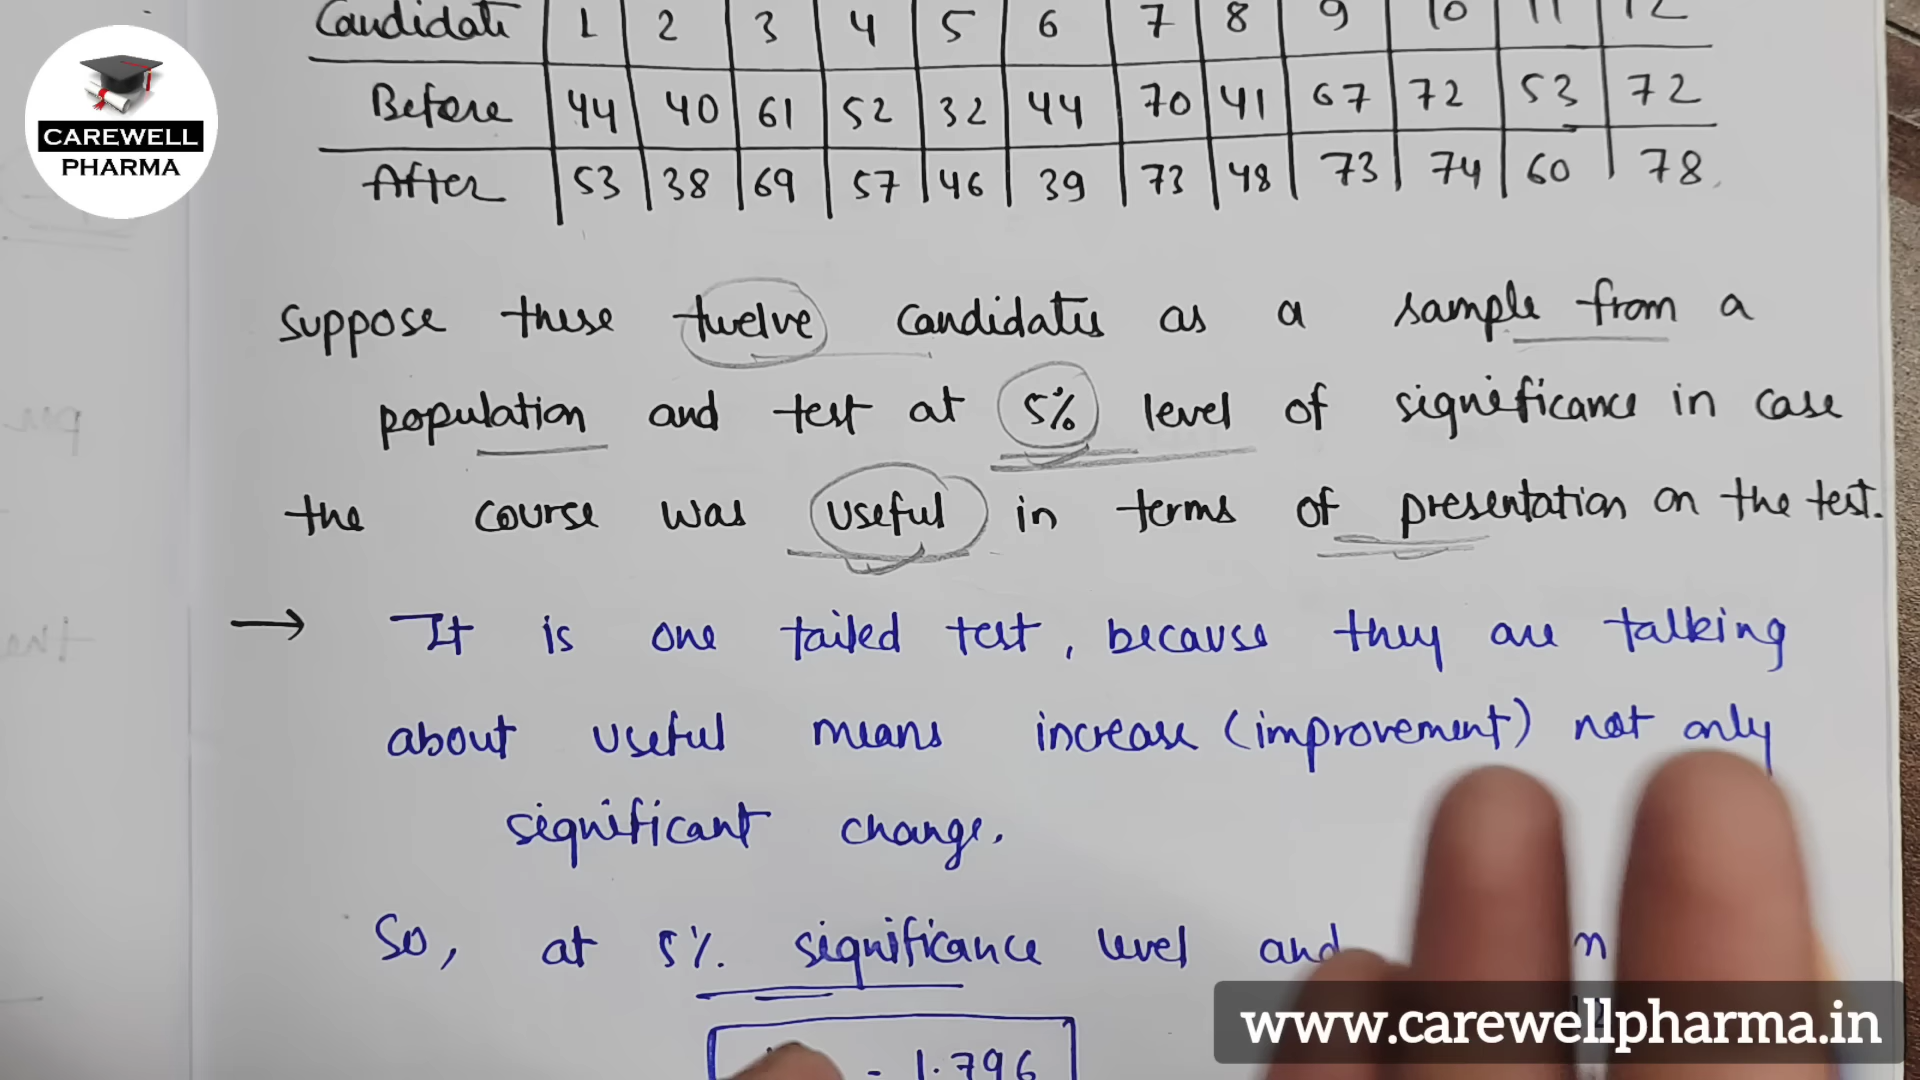 Candidate 1 2 3 4 5 6 7 8 9 10 11 12
Before 44 40 61 52 32 44 70 41 67 72 53 72
After 53 38 69 57 46 39 73 48 73 74 60 78
CAREWELL
PHARMA
Suppose these twelve candidates as a sample from a
population and test at 5% level of significance in case
the course was useful in terms of presentation on the test.
→ It is one tailed test, because they are talking
about useful means increase (improvement) not only
significant change.
So, at 5% significance level and
www.carewellpharma.in
- 1.796